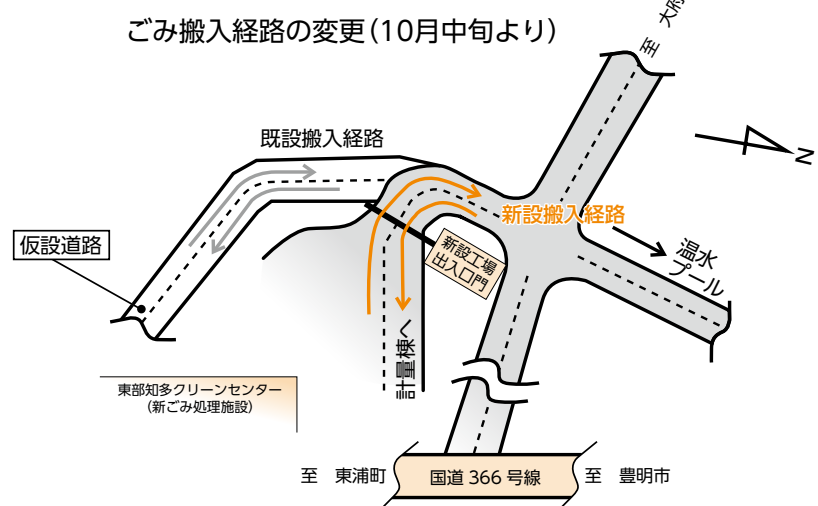 ごみ搬入経路の変更(10月中旬より)
至 大府
既設搬入経路
N
新設搬入経路
仮設道路
新設工場
出入口門
温水
プール
計量棟へ
東部知多クリーンセンター
(新ごみ処理施設)
至 東浦町
国道 366 号線
至 豊明市